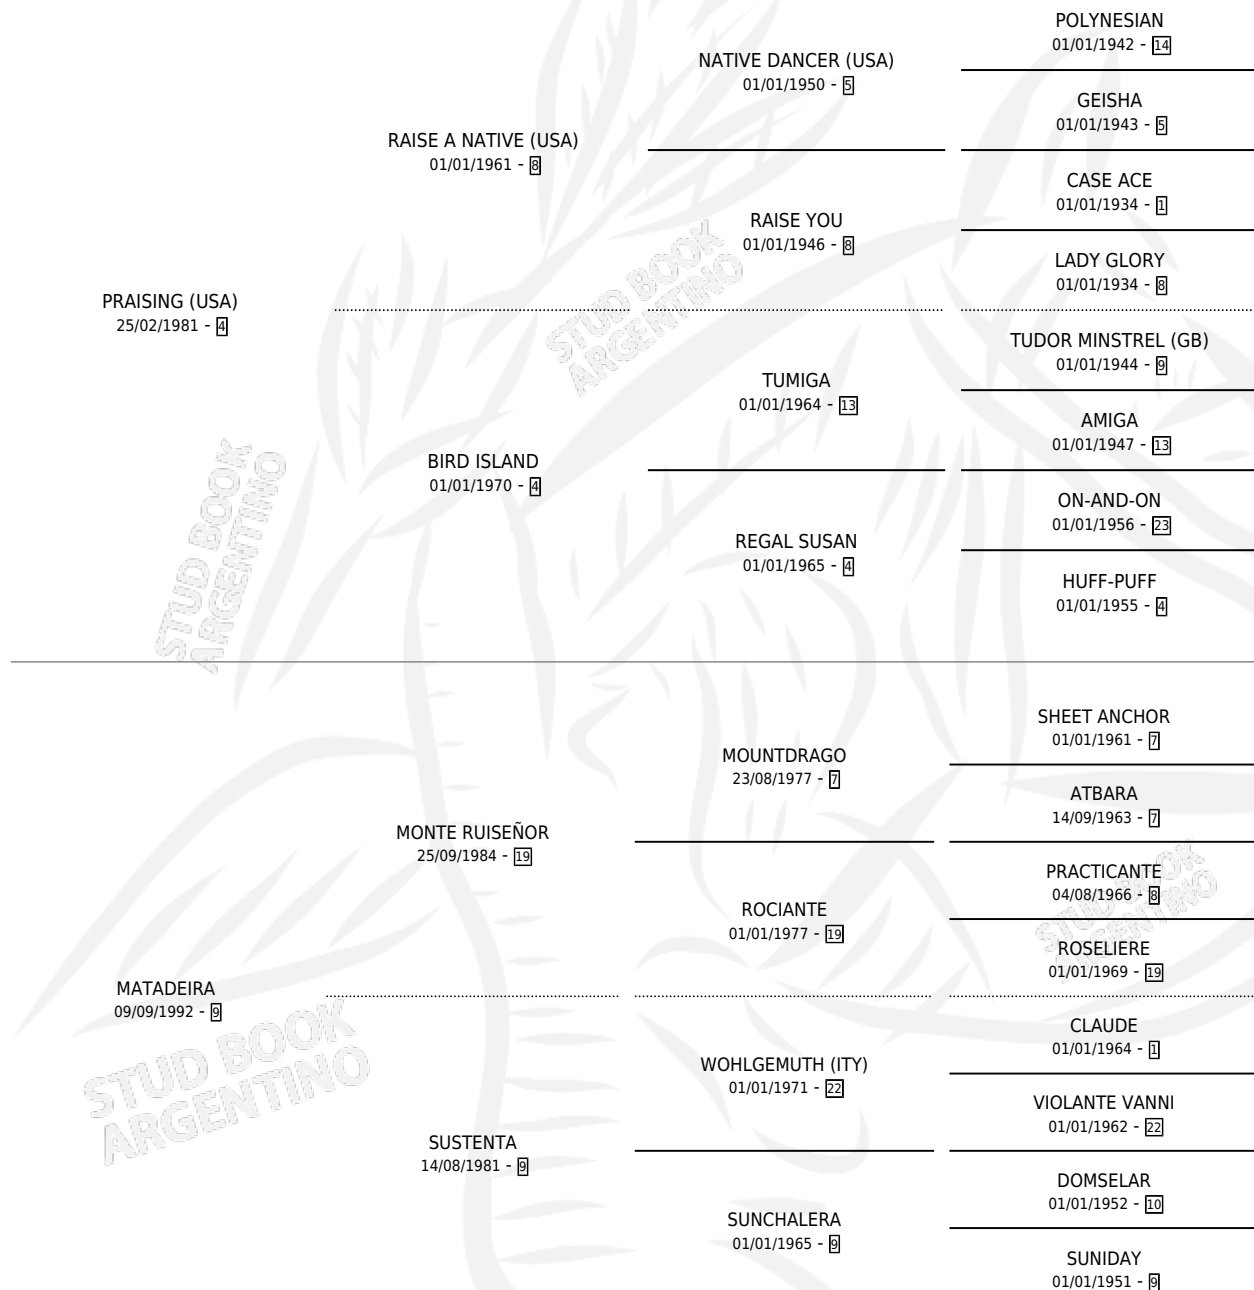 POLYNESIAN
01/01/1942 - 14
NATIVE DANCER (USA)
01/01/1950 - 5
GEISHA
01/01/1943 - 5
RAISE A NATIVE (USA)
01/01/1961 - 8
CASE ACE
01/01/1934 - 1
RAISE YOU
01/01/1946 - 8
LADY GLORY
01/01/1934 - 8
PRAISING (USA)
25/02/1981 - 4
TUDOR MINSTREL (GB)
01/01/1944 - 9
TUMIGA
01/01/1964 - 13
AMIGA
01/01/1947 - 13
BIRD ISLAND
01/01/1970 - 4
ON-AND-ON
01/01/1956 - 23
REGAL SUSAN
01/01/1965 - 4
HUFF-PUFF
01/01/1955 - 4
SHEET ANCHOR
01/01/1961 - 7
MOUNTDRAGO
23/08/1977 - 7
ATBARA
14/09/1963 - 7
MONTE RUISEÑOR
25/09/1984 - 19
PRACTICANTE
04/08/1966 - 8
ROCIANTE
01/01/1977 - 19
ROSELIERE
01/01/1969 - 19
MATADEIRA
09/09/1992 - 9
CLAUDE
01/01/1964 - 1
WOHLGEMUTH (ITY)
01/01/1971 - 22
VIOLANTE VANNI
01/01/1962 - 22
SUSTENTA
14/08/1981 - 9
DOMSELAR
01/01/1952 - 10
SUNCHALERA
01/01/1965 - 9
SUNIDAY
01/01/1951 - 9
STUD BOOK
ARGENTINO
STUD BOOK
ARGENTINO
STUD BOOK
ARGENTINO
STUD BOOK
ARGENTINO